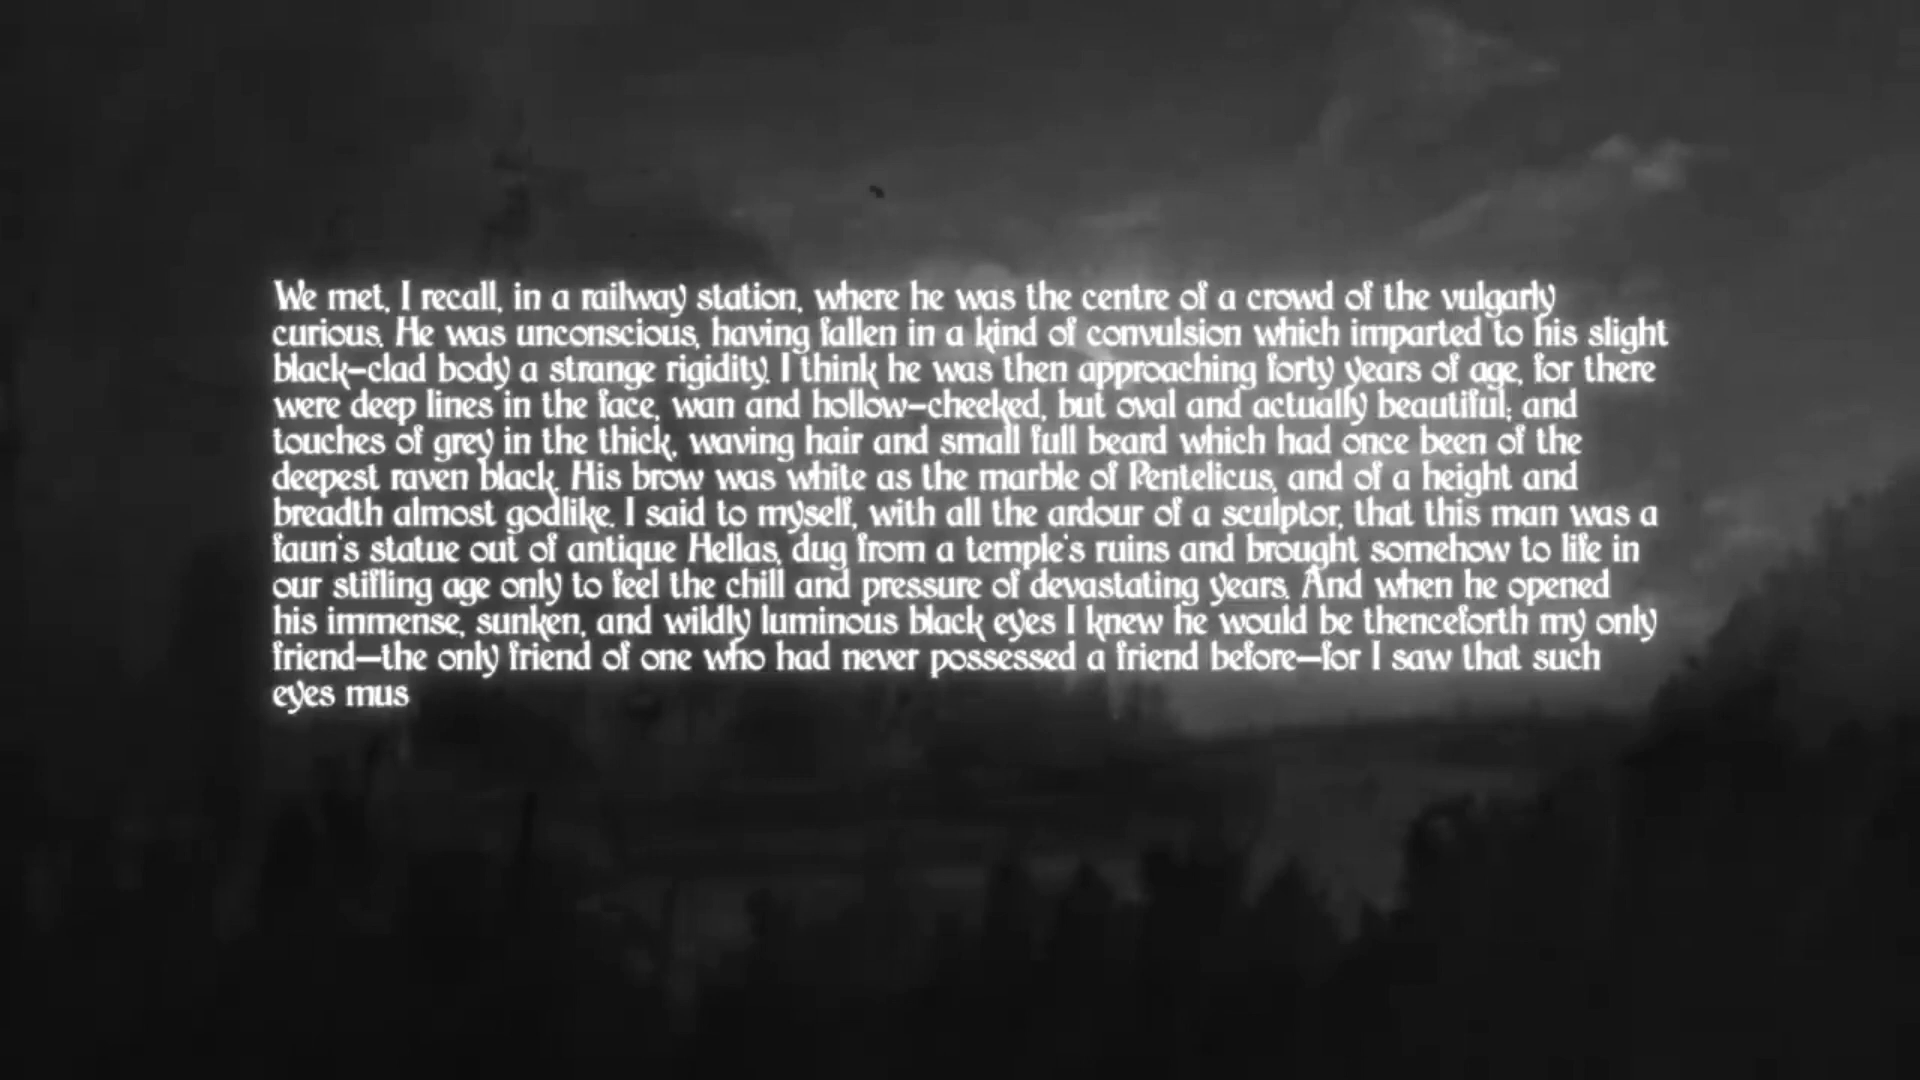 We met, I recall, in a railway station, where he was the centre of a crowd of the vulgarly
curious. He was unconscious, having fallen in a kind of convulsion which imparted to his slight
black-clad body a strange rigidity. I think he was then approaching forty years of age, for there
were deep lines in the face, wan and hollow-cheeked, but oval and actually beautiful; and
touches of grey in the thick, waving hair and small full beard which had once been of the
deepest raven black. His brow was white as the marble of Pentelicus, and of a height and
breadth almost godlike. I said to myself, with all the ardour of a sculptor, that this man was a
faun's statue out of antique Hellas, dug from a temple's ruins and brought somehow to life in
our stifling age only to feel the chill and pressure of devastating years. And when he opened
his immense, sunken, and wildly luminous black eyes I knew he would be thenceforth my only
friend—the only friend of one who had never possessed a friend before—for I saw that such
eyes mus